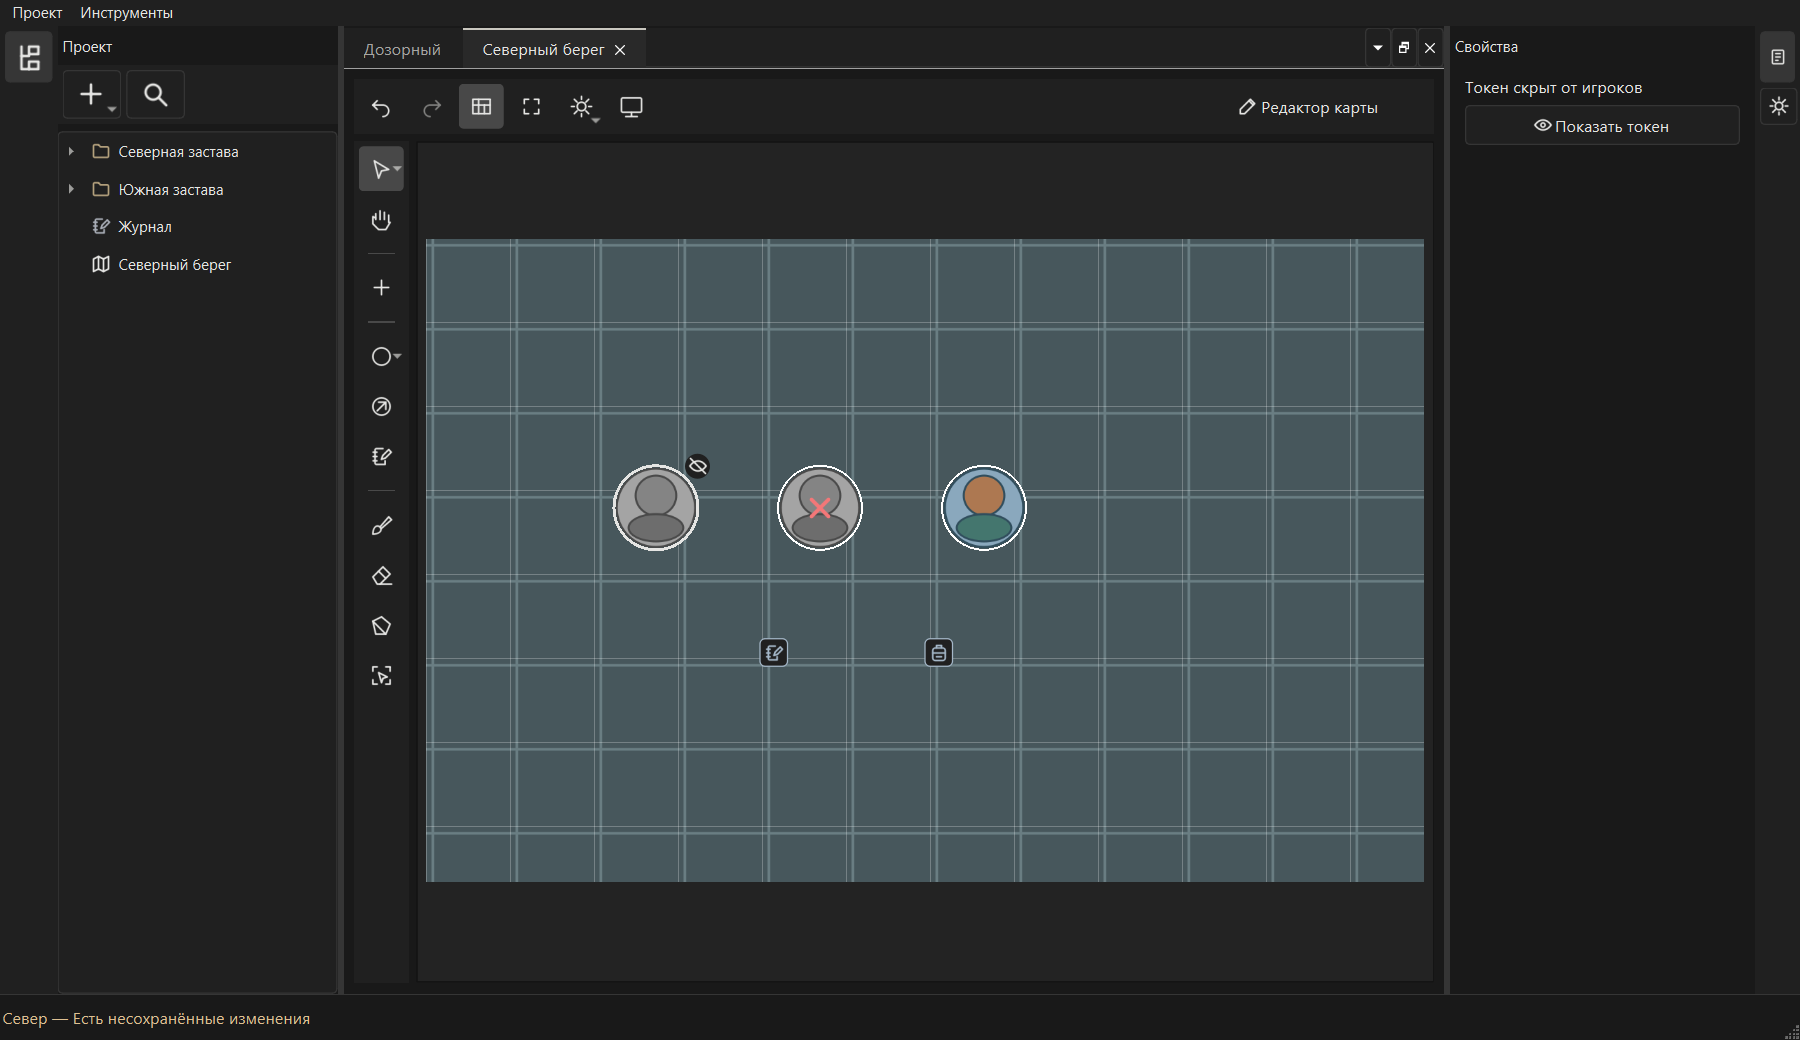 Проект Инструменты
Проект
Северная застава
Южная застава
Журнал
Северный берег
Дозорный Северный берег
Редактор карты
Свойства
Токен скрыт от игроков
Показать токен
Север — Есть несохранённые изменения